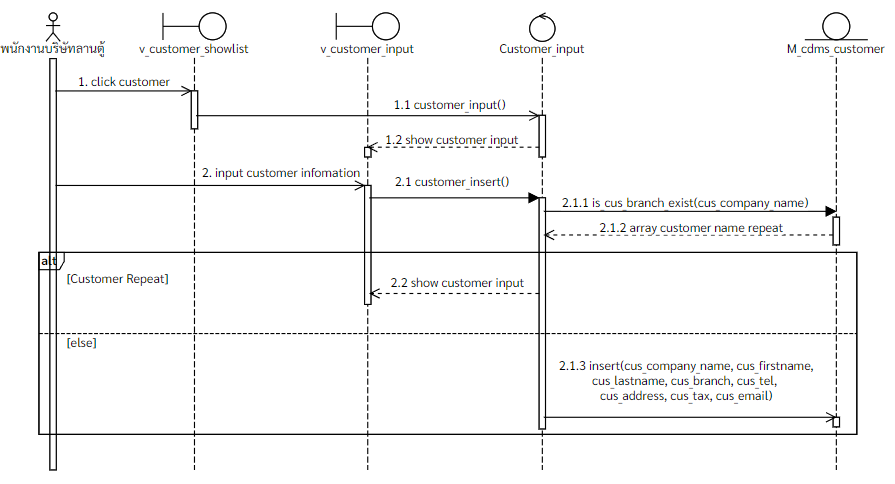 พนักงานบริษัทลานตู้
v_customer_showlist
v_customer_input
Customer_input
M_cdms_customer
1. click customer
1.1 customer_input()
1.2 show customer input
2. input customer infomation
2.1 customer_insert()
2.1.1 is_cus_branch_exist(cus_company_name)
2.1.2 array customer name repeat
alt
[Customer Repeat]
2.2 show customer input
[else]
2.1.3 insert(cus_company_name, cus_firstname,
cus_lastname, cus_branch, cus_tel,
cus_address, cus_tax, cus_email)